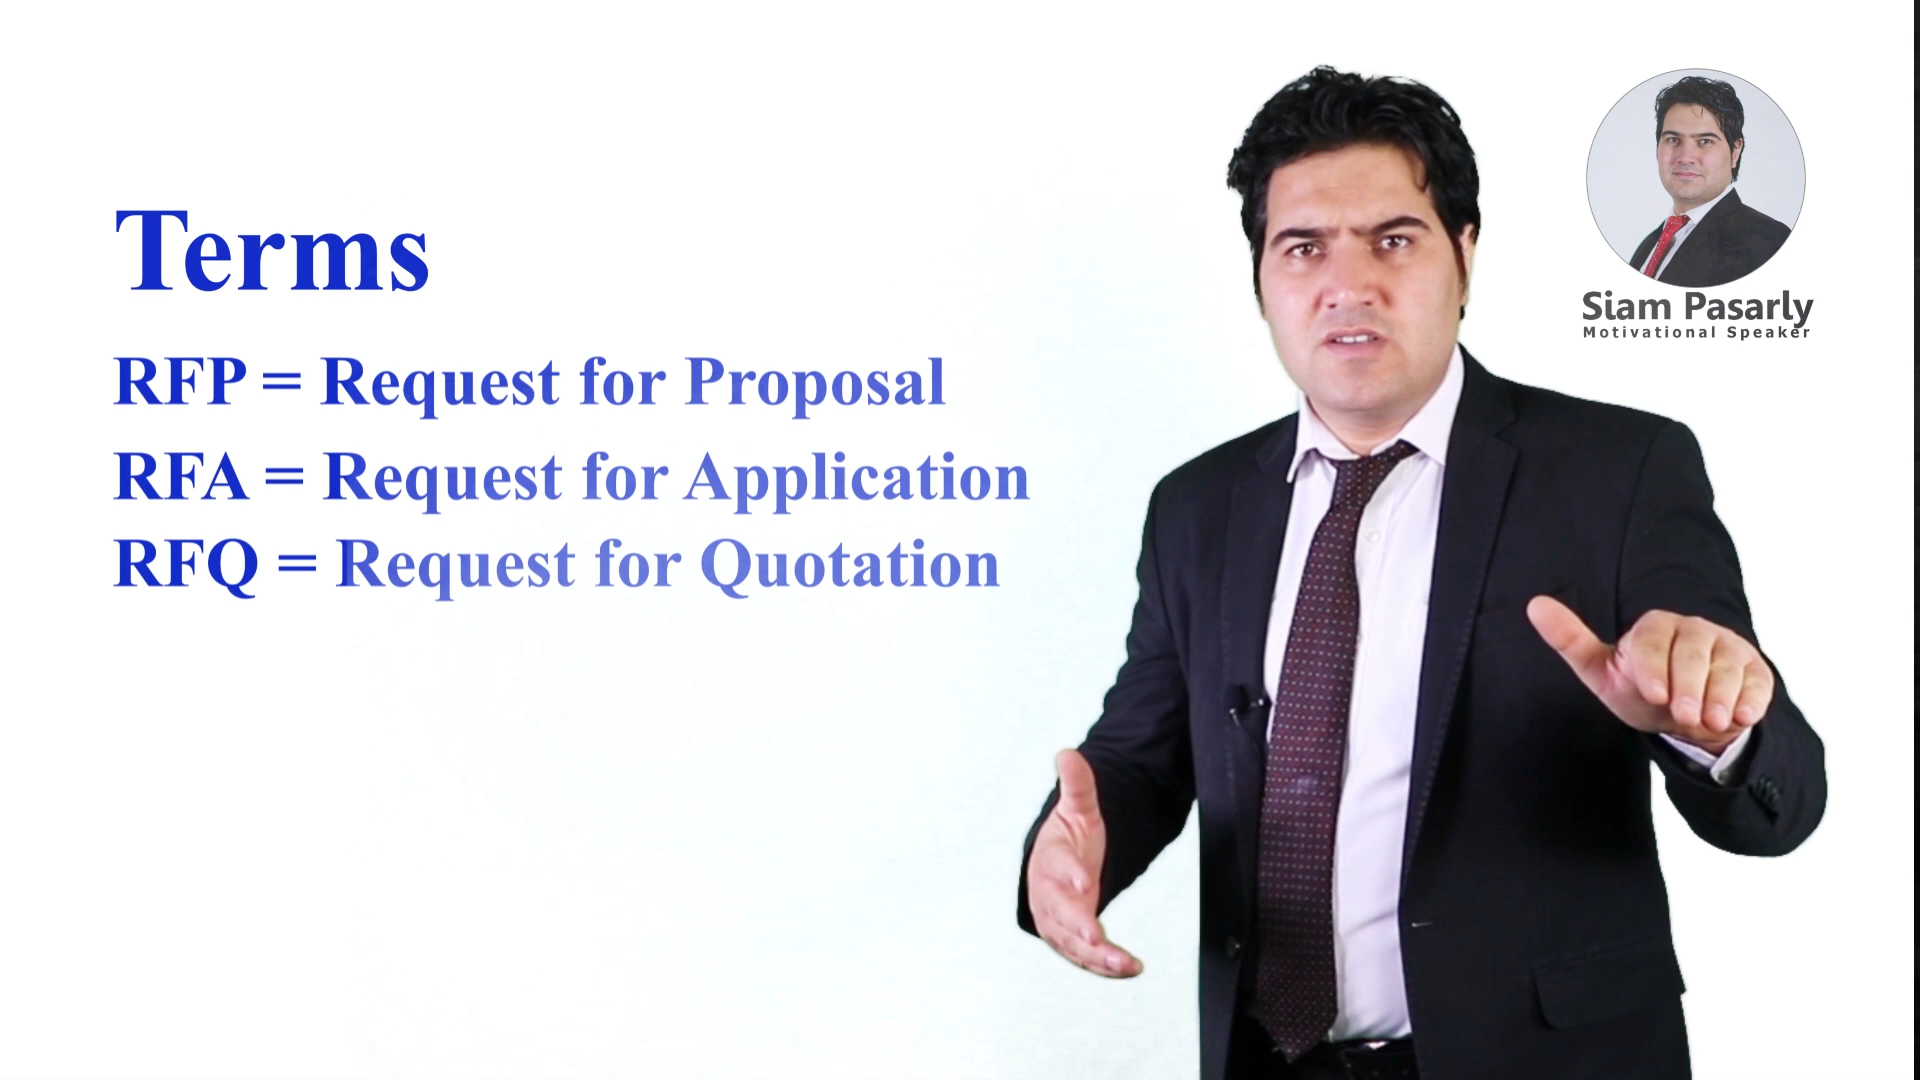 Terms
RFP = Request for Proposal
RFA = Request for Application
RFQ = Request for Quotation
Siam Pasarly
Motivational Speaker